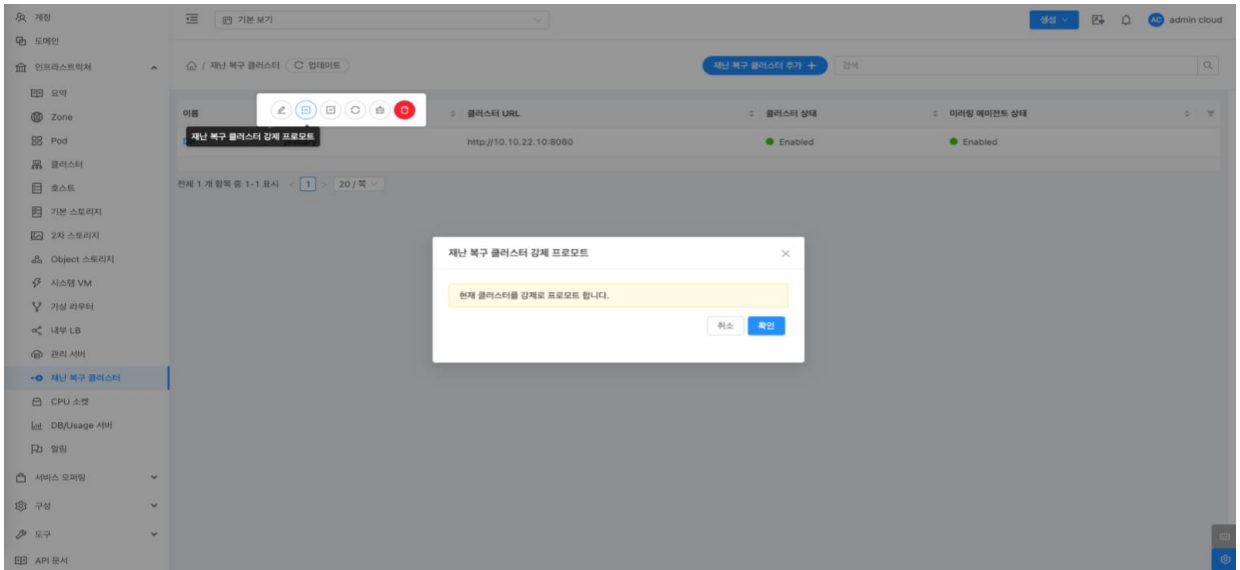 계정
기본 보기
생성
AC
admin cloud
도메인
인프라스트럭쳐
/ 재난 복구 클러스터
업데이트
재난 복구 클러스터 추가 +
검색
요약
Zone
이름
클러스터 URL
클러스터 상태
미러링 에이전트 상태
재난 복구 클러스터 강제 프로모트
Pod
http://10.10.22.10:8080
Enabled
Enabled
클러스터
호스트
전체 1 개 항목 중 1-1 표시 < 1 > 20 / 쪽
기본 스토리지
2차 스토리지
Object 스토리지
재난 복구 클러스터 강제 프로모트
시스템 VM
현재 클러스터를 강제로 프로모트 합니다.
가상 라우터
취소
확인
내부 LB
관리 서버
재난 복구 클러스터
CPU 소켓
DB/Usage 서버
알림
서비스 오퍼링
구성
도구
API 문서